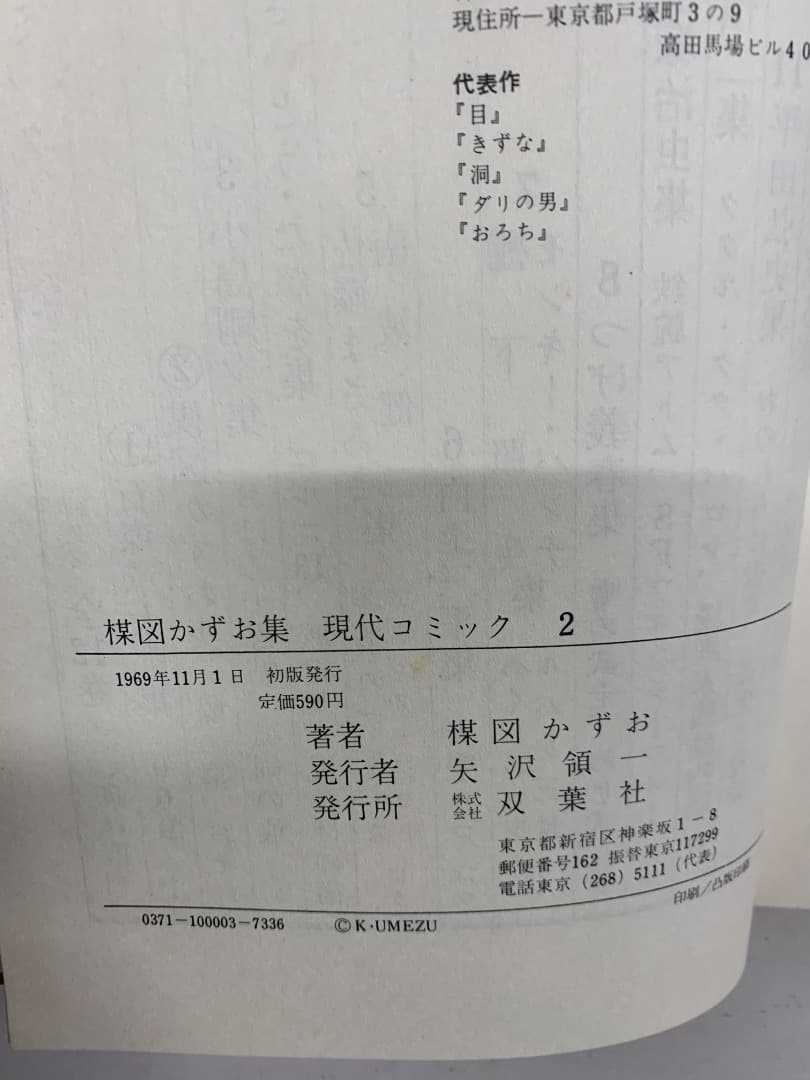 現住所―東京都戸塚町3の9
高田馬場ビル40
代表作
『目』
『きずな』
『洞』
『ダリの男』
『おろち』
楳図かずお集　現代コミック　2
1969年11月1日　初版発行
定価590円
著者　楳図かずお
発行者　矢沢領一
発行所　株式会社　双葉社
東京都新宿区神楽坂1－8
郵便番号162　振替東京117299
電話東京（268）5111（代表）
印刷／凸版印刷
0371－100003－7336　Ⓒ K・UMEZU